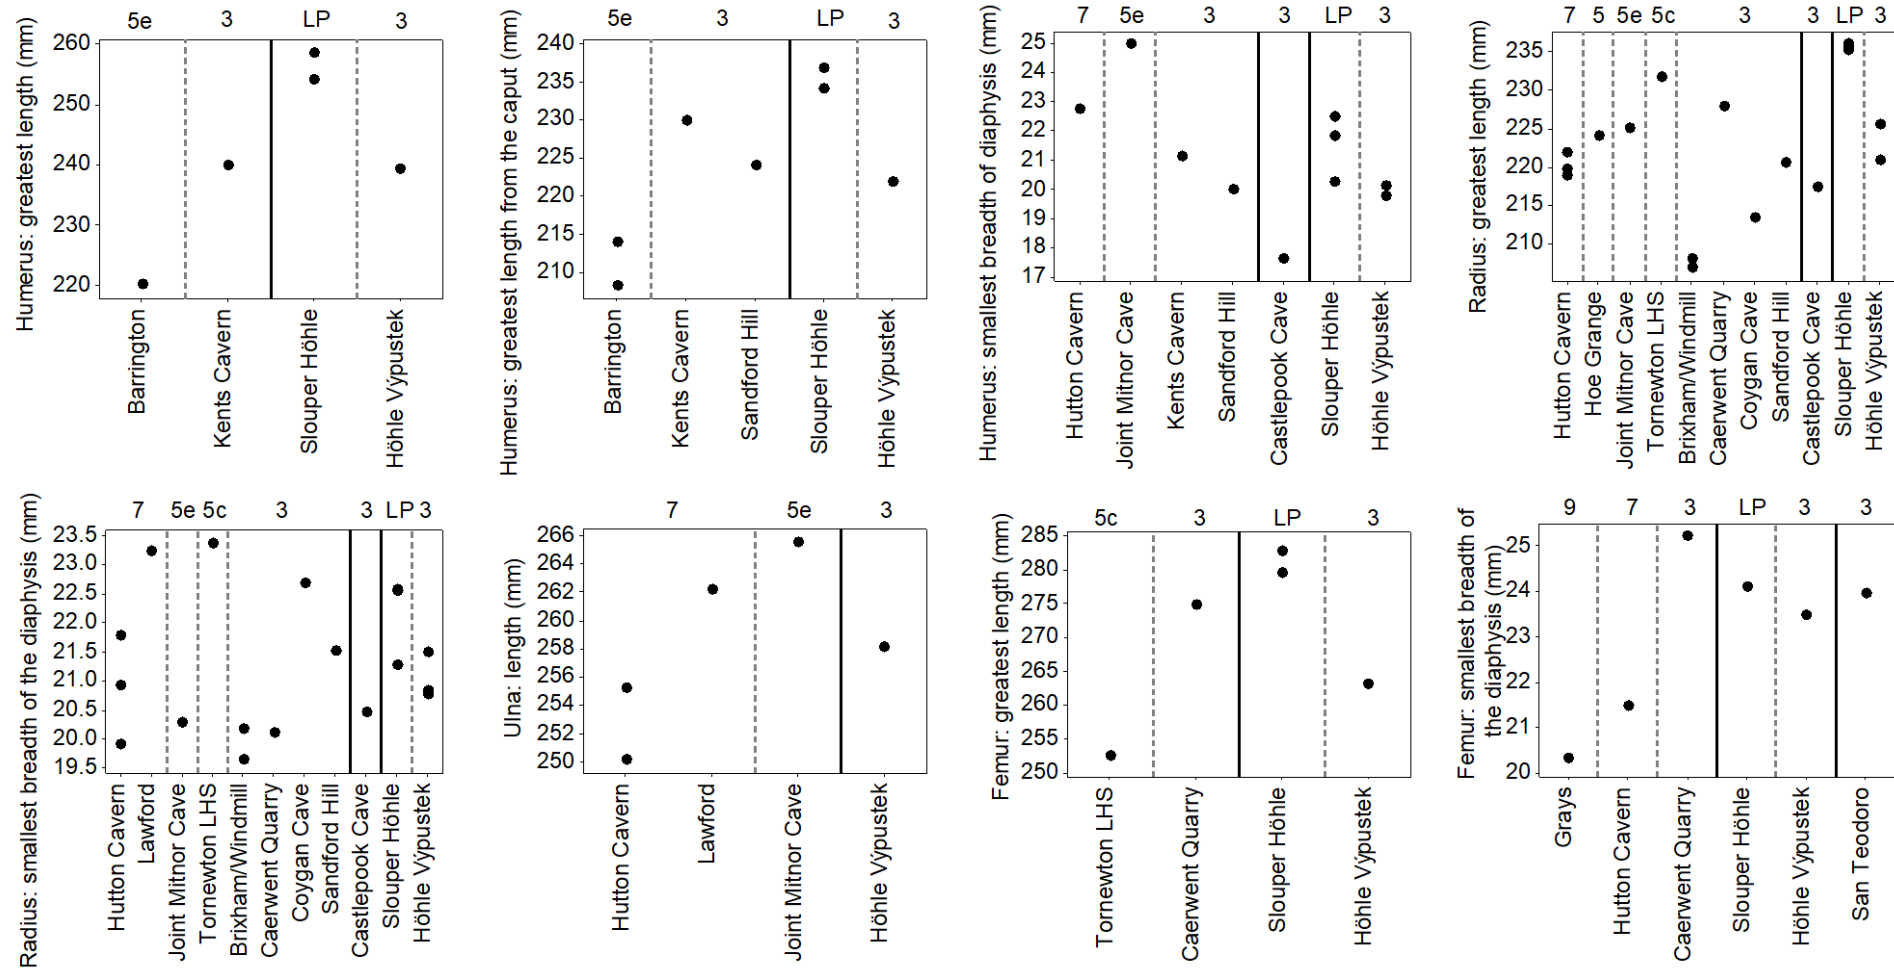 5e 3 LP 3
Humerus: greatest length (mm)
260
250
240
230
220
Barrington
Kents Cavern
Slouper Höhle
Höhle Výpustek
5e 3 LP 3
Humerus: greatest length from the caput (mm)
240
235
230
225
220
215
210
Barrington
Kents Cavern
Sandford Hill
Slouper Höhle
Höhle Výpustek
7 5e 3 3 LP 3
Humerus: smallest breadth of diaphysis (mm)
25
24
23
22
21
20
19
18
17
Hutton Cavern
Joint Mitnor Cave
Kents Cavern
Sandford Hill
Castlepook Cave
Slouper Höhle
Höhle Výpustek
7 5 5e 5c 3 3 LP 3
Radius: greatest length (mm)
235
230
225
220
215
210
Hutton Cavern
Hoe Grange
Joint Mitnor Cave
Tornewton LHS
Brixham/Windmill
Caerwent Quarry
Coygan Cave
Sandford Hill
Castlepook Cave
Slouper Höhle
Höhle Výpustek
7 5e 5c 3 3 LP 3
Radius: smallest breadth of the diaphysis (mm)
23.5
23.0
22.5
22.0
21.5
21.0
20.5
20.0
19.5
Hutton Cavern
Lawford
Joint Mitnor Cave
Tornewton LHS
Brixham/Windmill
Caerwent Quarry
Coygan Cave
Sandford Hill
Castlepook Cave
Slouper Höhle
Höhle Výpustek
7 5e 3
Ulna: length (mm)
266
264
262
260
258
256
254
252
250
Hutton Cavern
Lawford
Joint Mitnor Cave
Höhle Výpustek
5c 3 LP 3
Femur: greatest length (mm)
285
280
275
270
265
260
255
250
Tornewton LHS
Caerwent Quarry
Slouper Höhle
Höhle Výpustek
9 7 3 LP 3 3
Femur: smallest breadth of
the diaphysis (mm)
25
24
23
22
21
20
Grays
Hutton Cavern
Caerwent Quarry
Slouper Höhle
Höhle Výpustek
San Teodoro